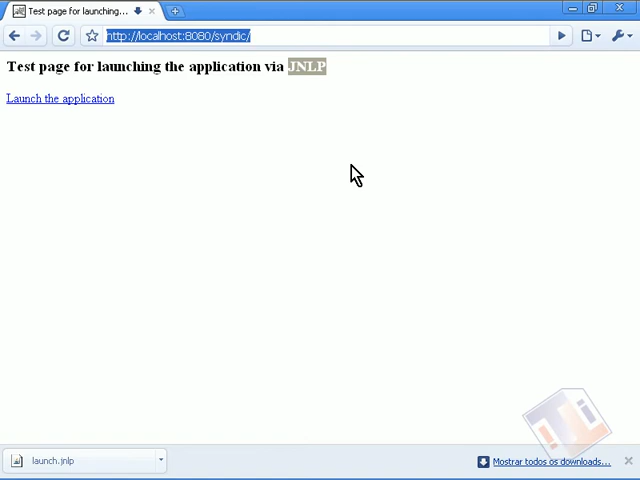 Test page for launching...
http://localhost:8080/syndic/
Test page for launching the application via JNLP
Launch the application
launch.jnlp
Mostrar todos os downloads...